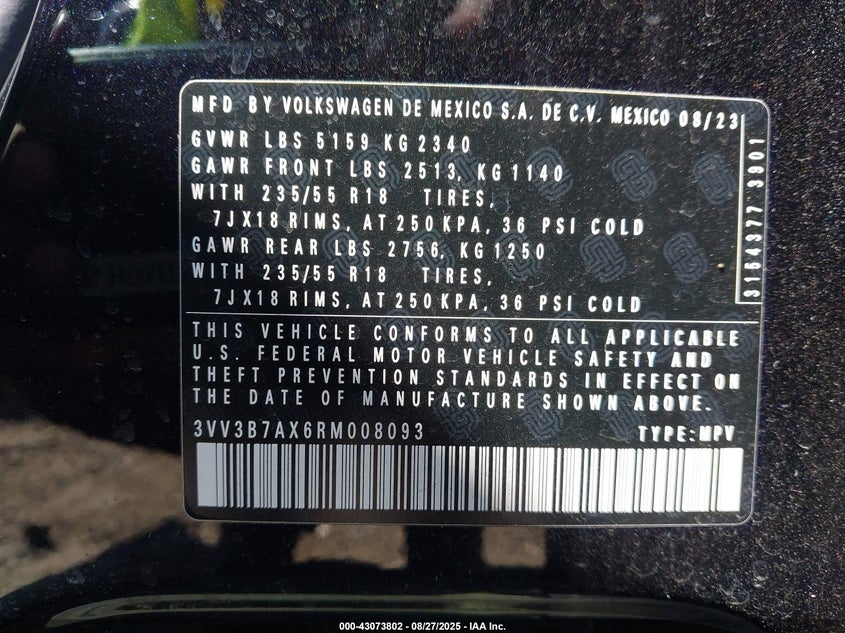 MFD BY VOLKSWAGEN DE MEXICO S.A. DE C.V. MEXICO 08/23
GVWR LBS 5159 KG 2340
GAWR FRONT LBS 2513, KG 1140
WITH 235/55 R18 TIRES,
7JX18 RIMS, AT 250 KPA, 36 PSI COLD
GAWR REAR LBS 2756, KG 1250
WITH 235/55 R18 TIRES,
7JX18 RIMS, AT 250 KPA, 36 PSI COLD
3164377 3901
THIS VEHICLE CONFORMS TO ALL APPLICABLE
U.S. FEDERAL MOTOR VEHICLE SAFETY AND
THEFT PREVENTION STANDARDS IN EFFECT ON
THE DATE OF MANUFACTURE SHOWN ABOVE.
3VV3B7AX6RM008093 TYPE: MPV
000-43073802 - 08/27/2025 - IAA Inc.